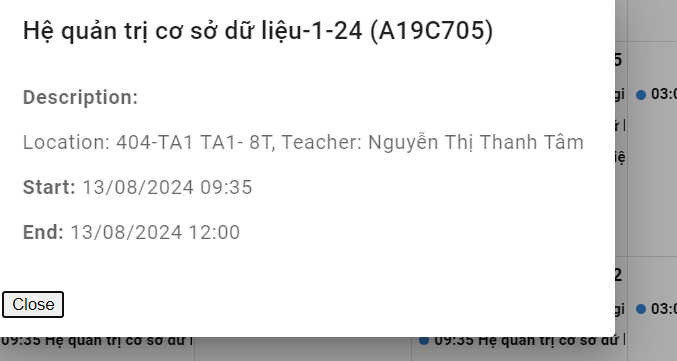 Hệ quản trị cơ sở dữ liệu-1-24 (A19C705)
Description:
Location: 404-TA1 TA1- 8T, Teacher: Nguyễn Thị Thanh Tâm
Start: 13/08/2024 09:35
End: 13/08/2024 12:00
Close
5
gi
03:0
ữ l
iệ
2
gi
03:0
09:35 Hệ quản trị cơ sở dữ l
09:35 Hệ quản trị cơ sở dữ l